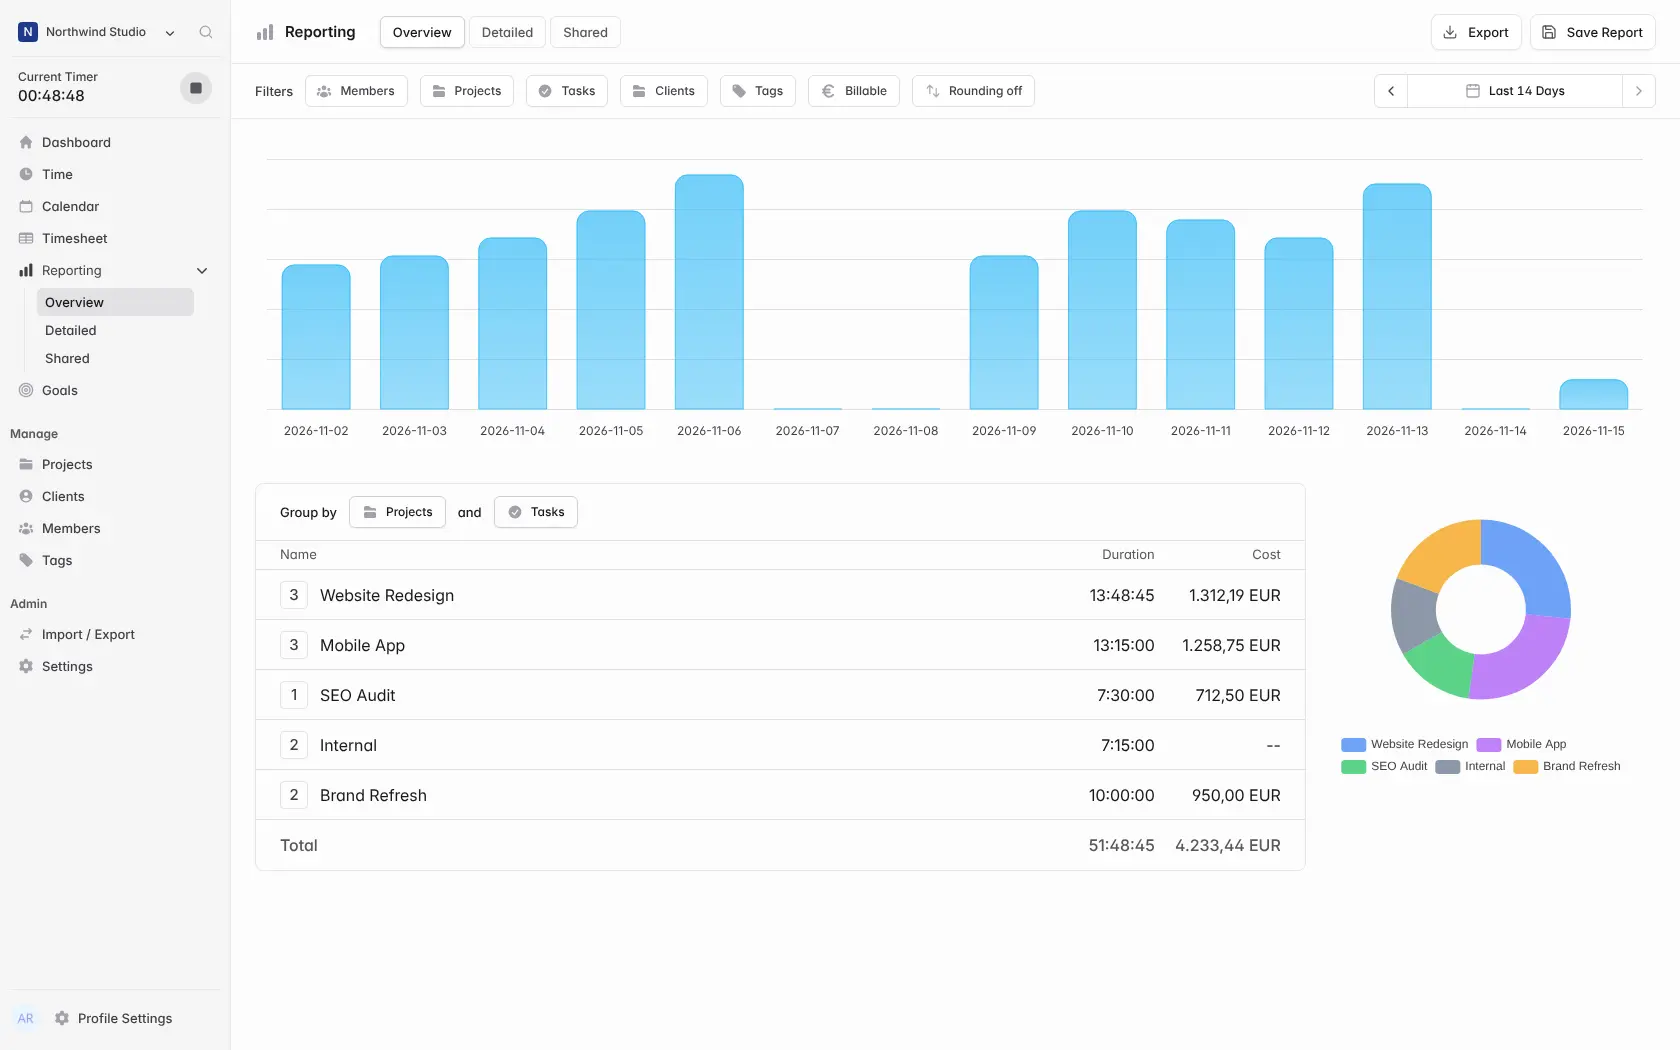 N Northwind Studio
Current Timer
00:48:48
Dashboard
Time
Calendar
Timesheet
Reporting
Overview
Detailed
Shared
Goals
Manage
Projects
Clients
Members
Tags
Admin
Import / Export
Settings
AR Profile Settings
Reporting Overview Detailed Shared Export Save Report
Filters Members Projects Tasks Clients Tags Billable Rounding off Last 14 Days
2026-11-02 2026-11-03 2026-11-04 2026-11-05 2026-11-06 2026-11-07 2026-11-08 2026-11-09 2026-11-10 2026-11-11 2026-11-12 2026-11-13 2026-11-14 2026-11-15
Group by Projects and Tasks
Name Duration Cost
3 Website Redesign 13:48:45 1.312,19 EUR
3 Mobile App 13:15:00 1.258,75 EUR
1 SEO Audit 7:30:00 712,50 EUR
2 Internal 7:15:00 --
2 Brand Refresh 10:00:00 950,00 EUR
Total 51:48:45 4.233,44 EUR
Website Redesign Mobile App
SEO Audit Internal Brand Refresh